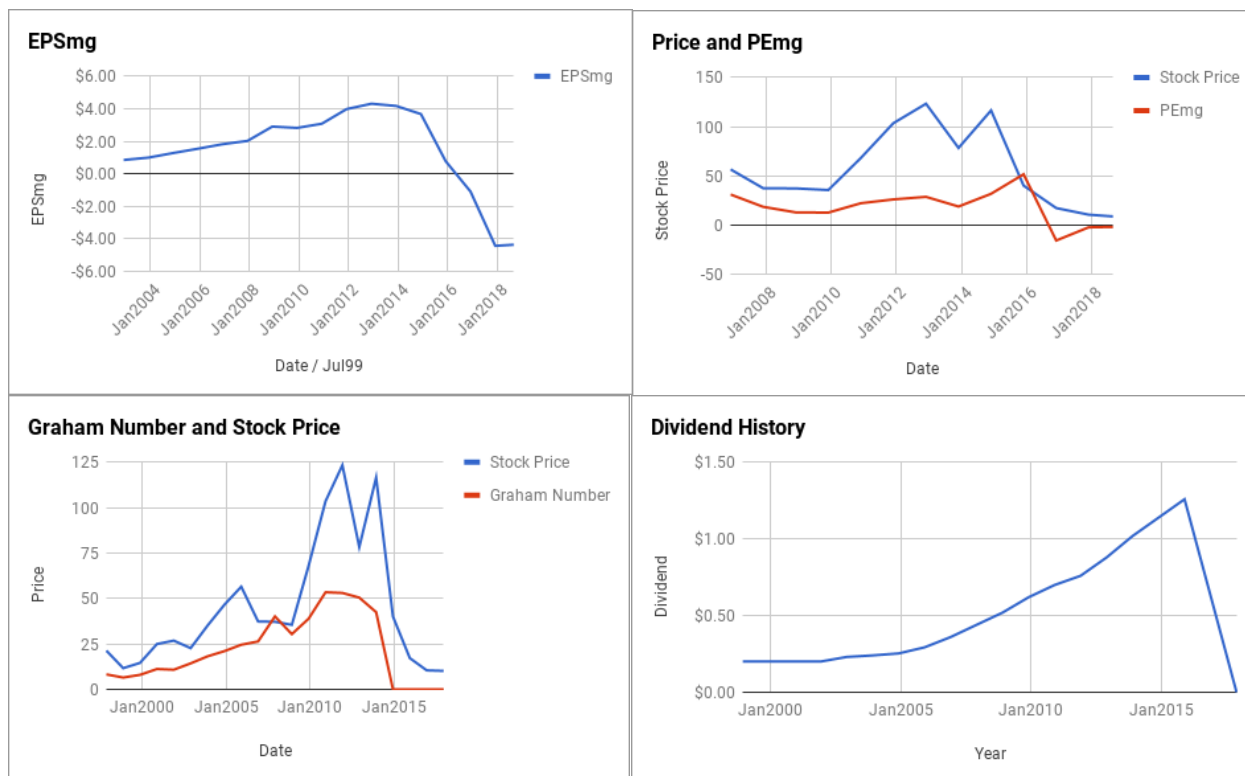 EPSmg
EPSmg
$6.00
$4.00
$2.00
$0.00
-$2.00
-$4.00
-$6.00
EPSmg
Jan2004
Jan2006
Jan2008
Jan2010
Jan2012
Jan2014
Jan2016
Jan2018
Date / Jul99
Price and PEmg
Stock Price
PEmg
150
100
50
0
-50
Stock Price
Jan2008
Jan2010
Jan2012
Jan2014
Jan2016
Jan2018
Date
Graham Number and Stock Price
Stock Price
Graham Number
125
100
75
50
25
0
Price
Jan2000
Jan2005
Jan2010
Jan2015
Date
Dividend History
$1.50
$1.00
$0.50
$0.00
Dividend
Jan2000
Jan2005
Jan2010
Jan2015
Year